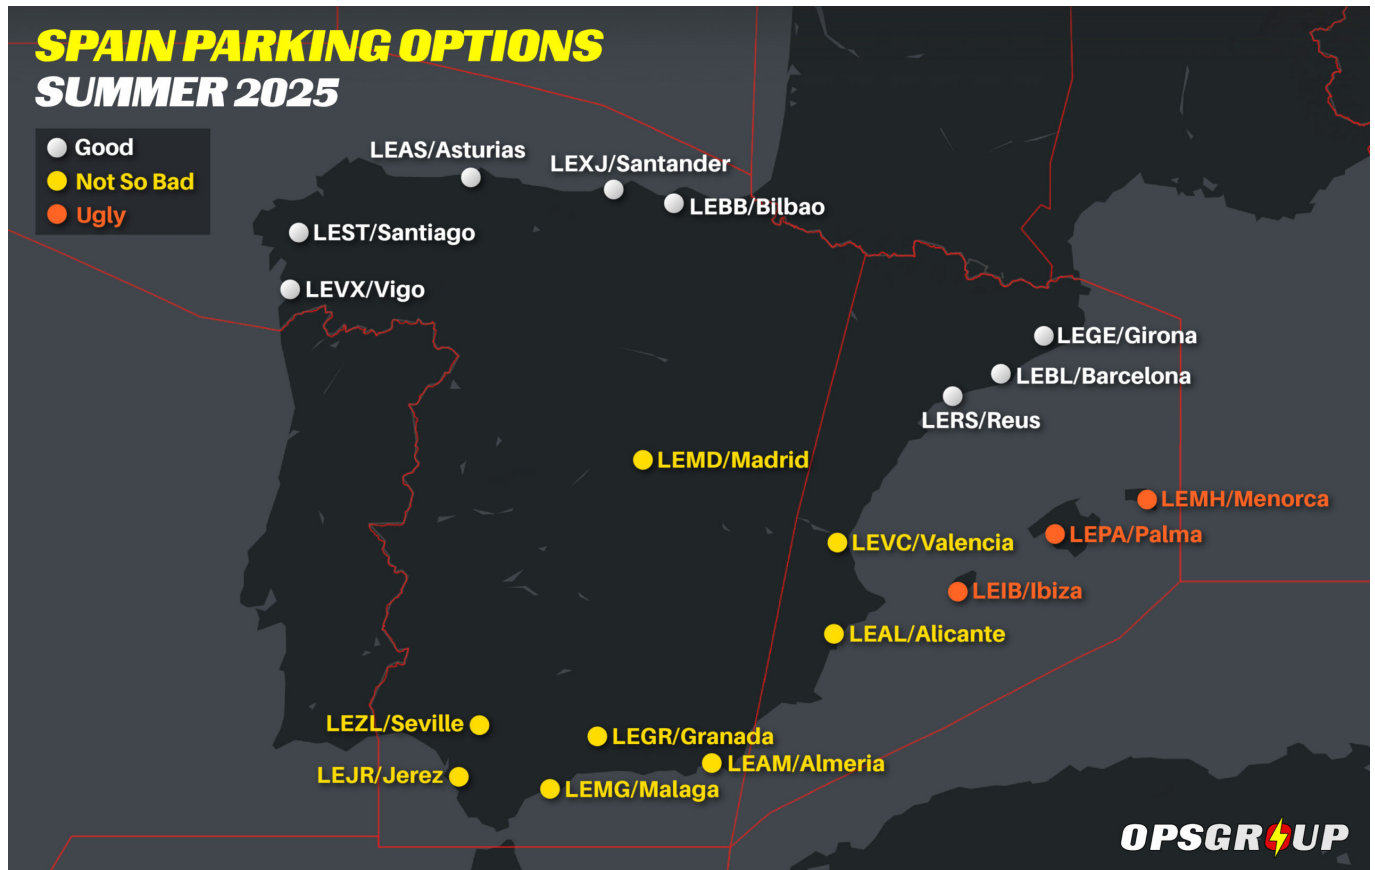 SPAIN PARKING OPTIONS
SUMMER 2025
Good
Not So Bad
Ugly
LEAS/Asturias
LEXJ/Santander
LEBB/Bilbao
LEST/Santiago
LEVX/Vigo
LEGE/Girona
LEBL/Barcelona
LERS/Reus
LEMD/Madrid
LEMH/Menorca
LEPA/Palma
LEVC/Valencia
LEIB/Ibiza
LEAL/Alicante
LEZL/Seville
LEGR/Granada
LEAM/Almeria
LEJR/Jerez
LEMG/Malaga
OPSGROUP